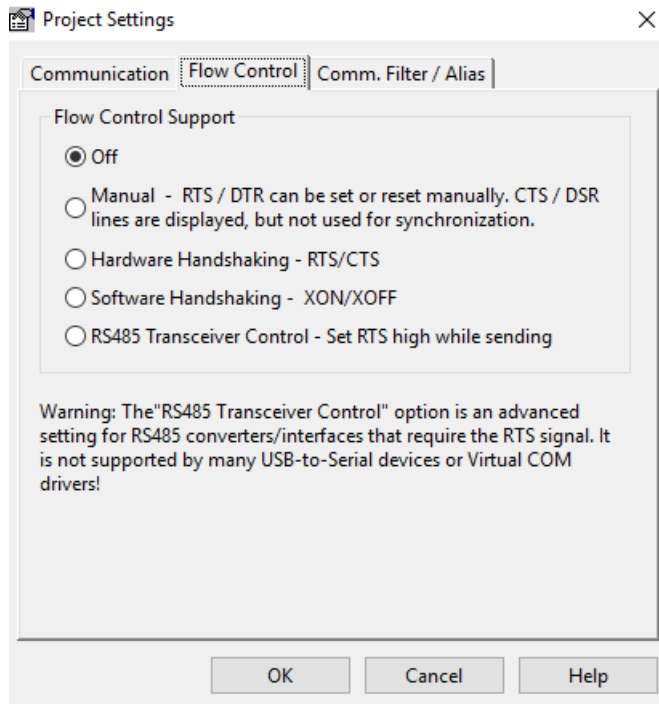 Project Settings
Communication
Flow Control
Comm. Filter / Alias
Flow Control Support
Off
Manual - RTS / DTR can be set or reset manually. CTS / DSR
lines are displayed, but not used for synchronization.
Hardware Handshaking - RTS/CTS
Software Handshaking - XON/XOFF
RS485 Transceiver Control - Set RTS high while sending
Warning: The"RS485 Transceiver Control" option is an advanced
setting for RS485 converters/interfaces that require the RTS signal. It
is not supported by many USB-to-Serial devices or Virtual COM
drivers!
OK
Cancel
Help